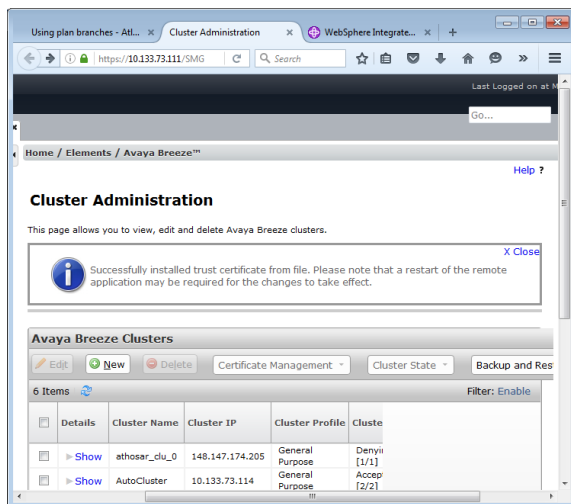 Using plan branches - Atl...
Cluster Administration
WebSphere Integrate...
https://10.133.73.111/SMG
Search
Last Logged on at M
Go...
Home / Elements / Avaya Breeze™
Help ?
Cluster Administration
This page allows you to view, edit and delete Avaya Breeze clusters.
X Close
Successfully installed trust certificate from file. Please note that a restart of the remote
application may be required for the changes to take effect.
Avaya Breeze Clusters
Edit New Delete Certificate Management Cluster State Backup and Res
6 Items Filter: Enable
Details Cluster Name Cluster IP Cluster Profile Cluste
Show athosar_clu_0 148.147.174.205 General Purpose Denyi [1/1]
Show AutoCluster 10.133.73.114 General Purpose Accep [2/2]